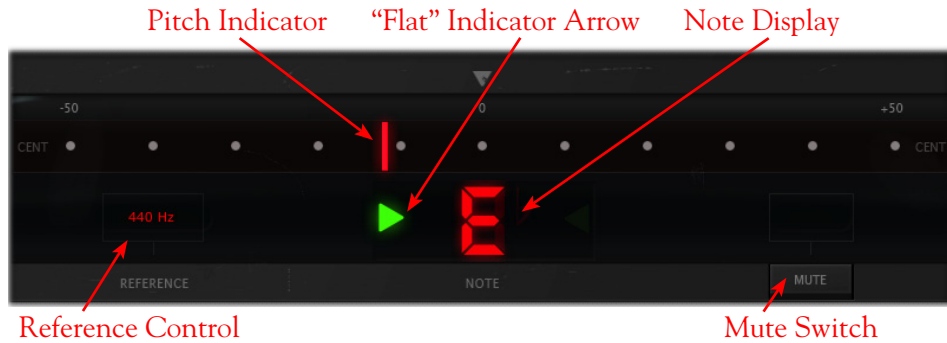 Pitch Indicator “Flat” Indicator Arrow Note Display
-50 0 +50
CENT CENT
440 Hz E
REFERENCE NOTE MUTE
Reference Control Mute Switch